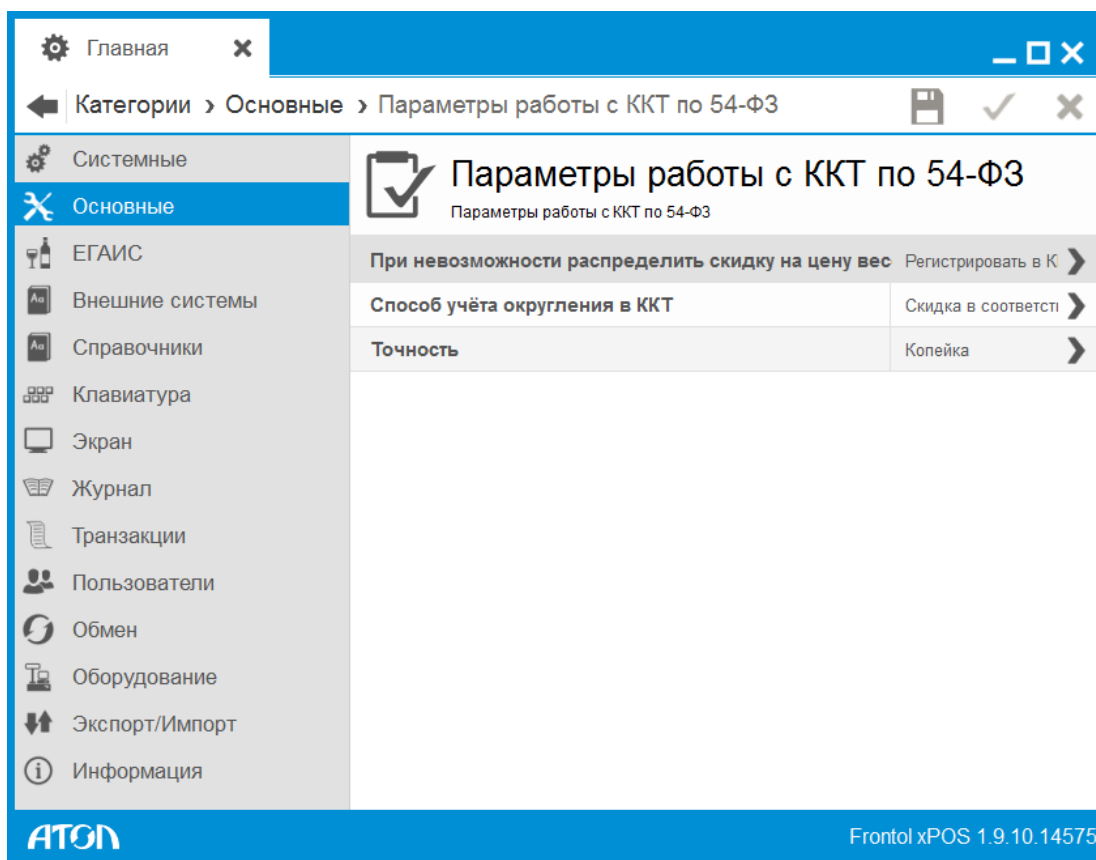 Главная
Категории › Основные › Параметры работы с ККТ по 54-ФЗ
Системные
Основные
ЕГАИС
Внешние системы
Справочники
Клавиатура
Экран
Журнал
Транзакции
Пользователи
Обмен
Оборудование
Экспорт/Импорт
Информация
Параметры работы с ККТ по 54-ФЗ
Параметры работы с ККТ по 54-ФЗ
При невозможности распределить скидку на цену вес Регистрировать в К
Способ учёта округления в ККТ Скидка в соответст
Точность Копейка
АТОЛ Frontol xPOS 1.9.10.14575